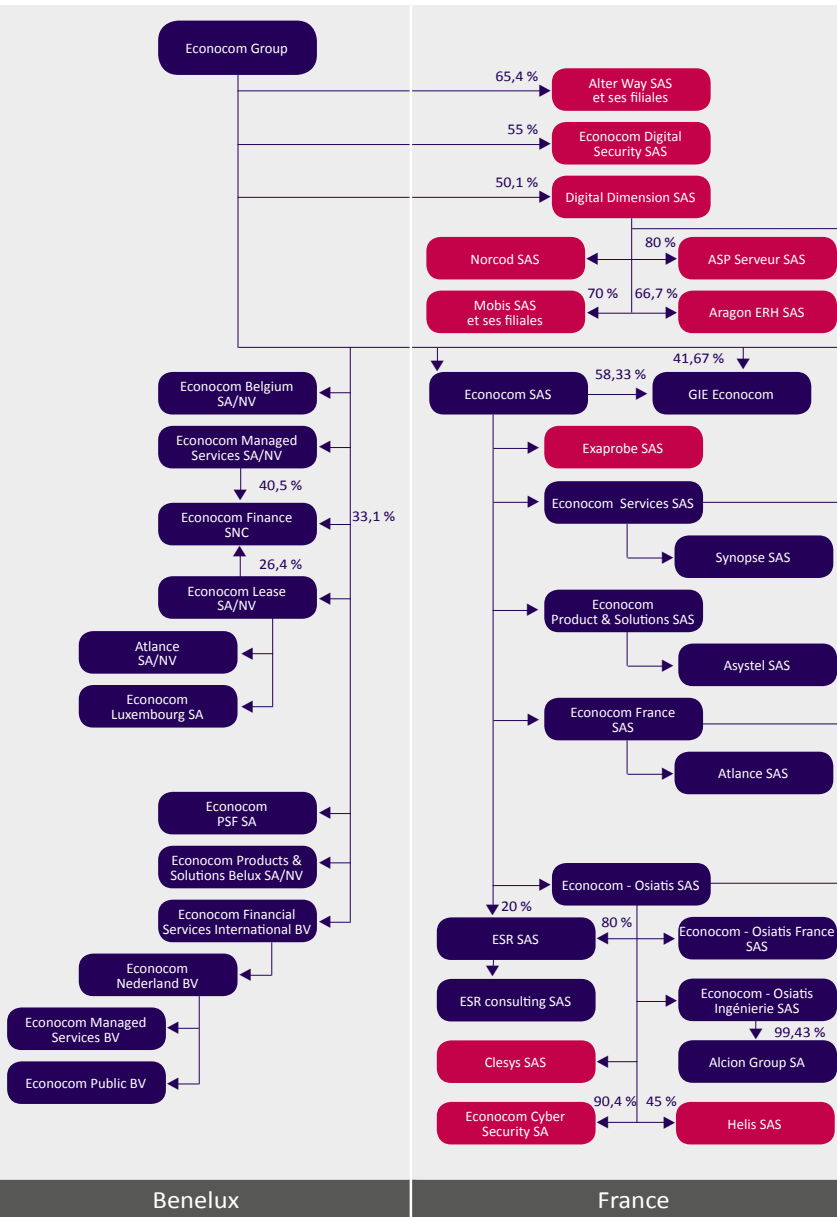 Econocom Group
65,4 %
Alter Way SAS
et ses filiales
55 %
Econocom Digital
Security SAS
50,1 %
Digital Dimension SAS
80 %
Norcod SAS
ASP Serveur SAS
Mobis SAS
et ses filiales
70 %
66,7 %
Aragon ERH SAS
41,67 %
Econocom Belgium
SA/NV
Econocom SAS
58,33 %
GIE Econocom
Econocom Managed
Services SA/NV
Exaprobe SAS
40,5 %
Econocom Finance
SNC
33,1 %
Econocom  Services SAS
26,4 %
Synopse SAS
Econocom Lease
SA/NV
Econocom
Product & Solutions SAS
Atlance
SA/NV
Asystel SAS
Econocom
Luxembourg SA
Econocom France
SAS
Atlance SAS
Econocom
PSF SA
Econocom Products &
Solutions Belux SA/NV
Econocom - Osiatis SAS
Econocom Financial
Services International BV
20 %
80 %
ESR SAS
Econocom - Osiatis France
SAS
Econocom
Nederland BV
ESR consulting SAS
Econocom - Osiatis
Ingénierie SAS
Econocom Managed
Services BV
99,43 %
Clesys SAS
Alcion Group SA
Econocom Public BV
90,4 %
45 %
Econocom Cyber
Security SA
Helis SAS
Benelux
France